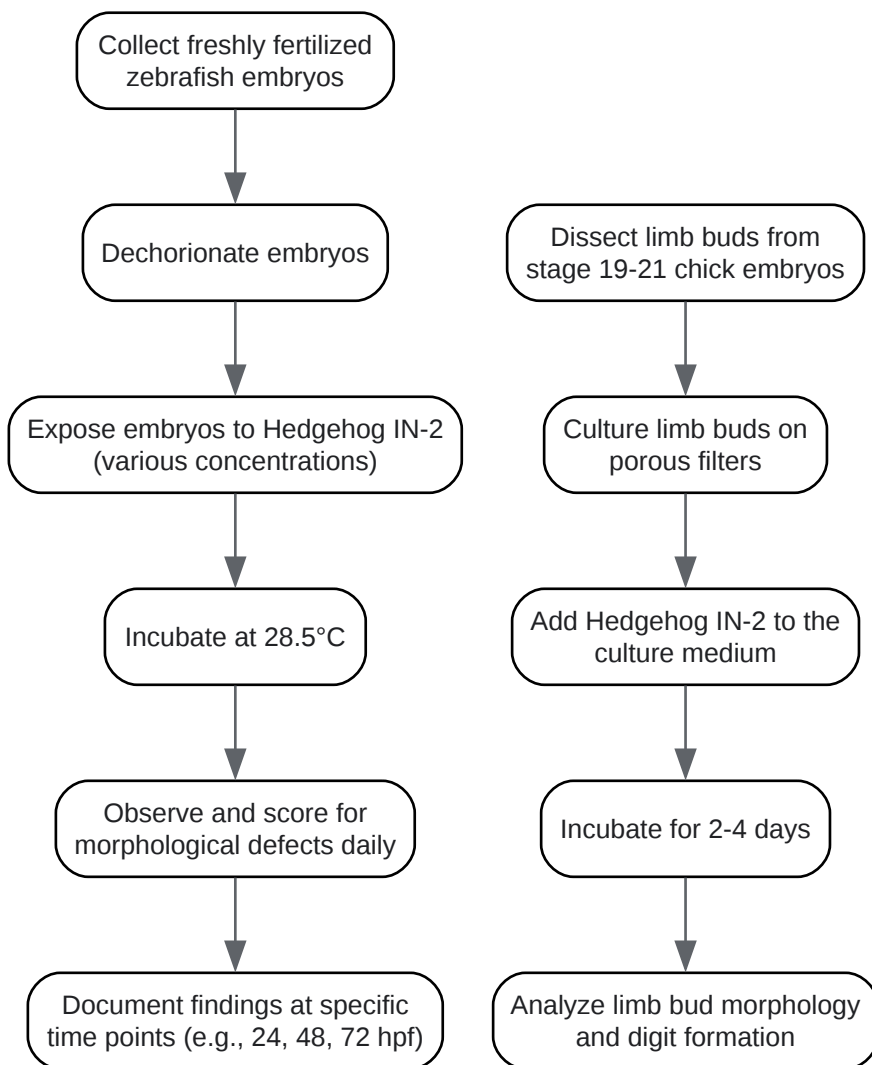 Collect freshly fertilized
zebrafish embryos
Dechorionate embryos
Expose embryos to Hedgehog IN-2
(various concentrations)
Incubate at 28.5°C
Observe and score for
morphological defects daily
Document findings at specific
time points (e.g., 24, 48, 72 hpf)
Dissect limb buds from
stage 19-21 chick embryos
Culture limb buds on
porous filters
Add Hedgehog IN-2 to the
culture medium
Incubate for 2-4 days
Analyze limb bud morphology
and digit formation